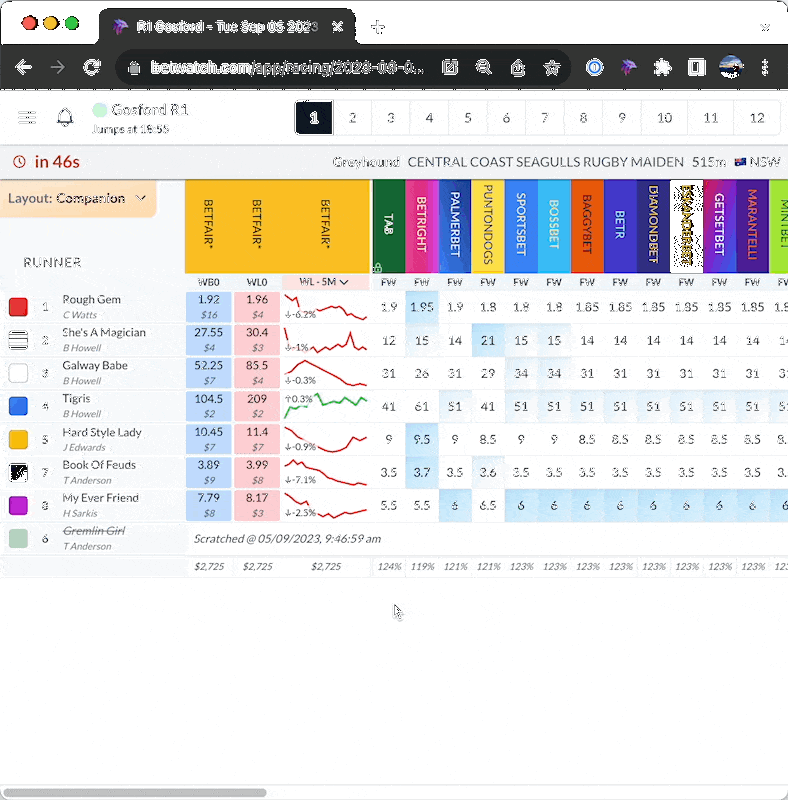 R1 Gosford - Tue Sep 05 2023
betwatch.com/app/racing/2023-09-0...
Gosford R1
Jumps at 18:55
1 2 3 4 5 6 7 8 9 10 11 12
in 46s
Greyhound CENTRAL COAST SEAGULLS RUGBY MAIDEN 515m NSW
Layout: Companion
BETFAIR* BETFAIR* BETFAIR* TAB BETRIGHT PALMERBET PUNTONDOGS SPORTSBET BOSSBET BAGGYBET BETR DIAMONDBET GETSETBET MARANTELLI MINTBET
RUNNER
WB0 WL0 WL - 5M FW FW FW FW FW FW FW FW FW FW FW FW
1 Rough Gem 1.92 1.96 1.9 1.95 1.9 1.8 1.8 1.8 1.85 1.85 1.85 1.85 1.85 1.85
C Watts $16 $4 -6.2%
2 She's A Magician 27.55 30.4 12 15 14 21 15 15 14 14 14 14 14 14
B Howell $4 $3 -1%
3 Galway Babe 52.25 85.5 31 26 31 29 34 34 31 31 31 31 31 31
B Howell $7 $4 -0.3%
4 Tigris 104.5 209 0.3% 41 61 51 41 51 51 51 51 51 51 51 51
B Howell $2 $2
5 Hard Style Lady 10.45 11.4 9 9.5 9 8.5 9 9 8.5 8.5 8.5 8.5 8.5 8.5
J Edwards $7 $7 -0.9%
7 Book Of Feuds 3.89 3.99 3.5 3.7 3.5 3.6 3.5 3.5 3.5 3.5 3.5 3.5 3.5 3.5
T Anderson $9 $8 -7.1%
8 My Ever Friend 7.79 8.17 5.5 5.5 6 6.5 6 6 6 6 6 6 6 6
H Sarkis $8 $3 -2.5%
6 Gremlin Girl
T Anderson Scratched @ 05/09/2023, 9:46:59 am
$2,725 $2,725 $2,725 124% 119% 121% 121% 123% 123% 123% 123% 123% 123% 123% 123%